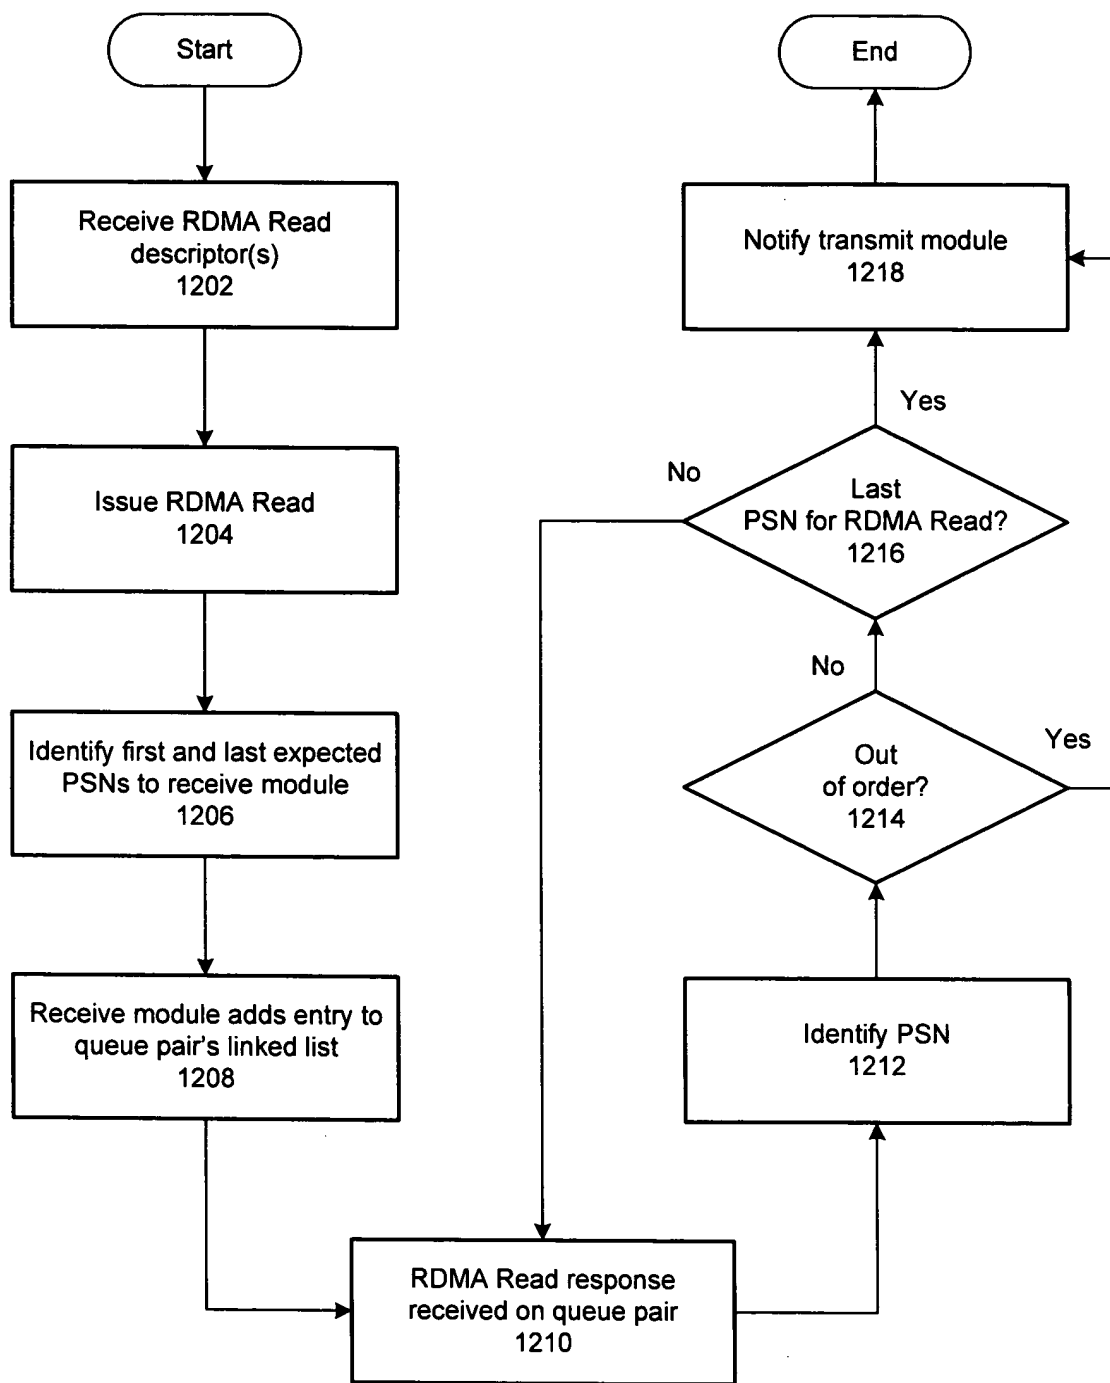 Start
Receive RDMA Read
descriptor(s)
1202
Issue RDMA Read
1204
Identify first and last expected
PSNs to receive module
1206
Receive module adds entry to
queue pair's linked list
1208
RDMA Read response
received on queue pair
1210
Identify PSN
1212
Out
of order?
1214
Yes
No
Last
PSN for RDMA Read?
1216
No
Yes
Notify transmit module
1218
End